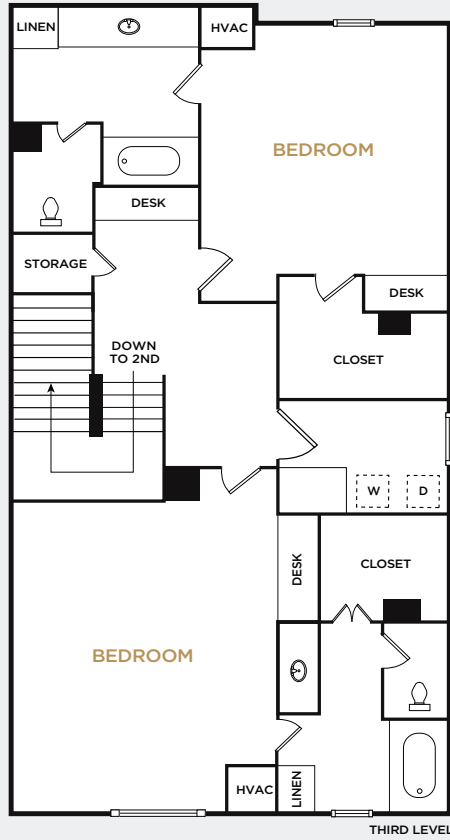 LINEN
HVAC
BEDROOM
DESK
STORAGE
DESK
DOWN
TO 2ND
CLOSET
W
D
DESK
CLOSET
BEDROOM
HVAC
LINEN
THIRD LEVEL